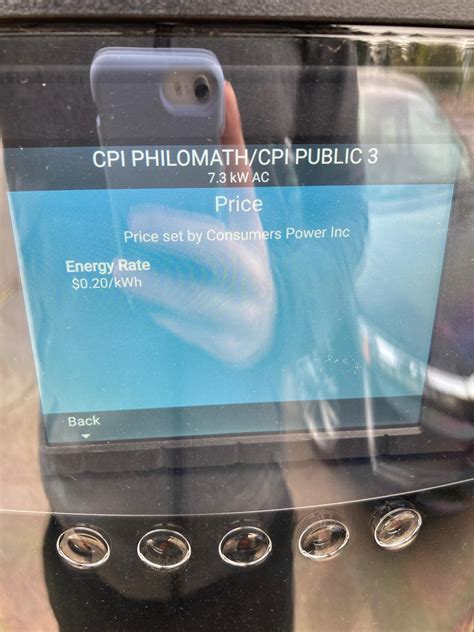 CPI PHILOMATH/CPI PUBLIC 3
7.3 kW AC
Price
Price set by Consumers Power Inc
Energy Rate
$0.20/kWh
Back